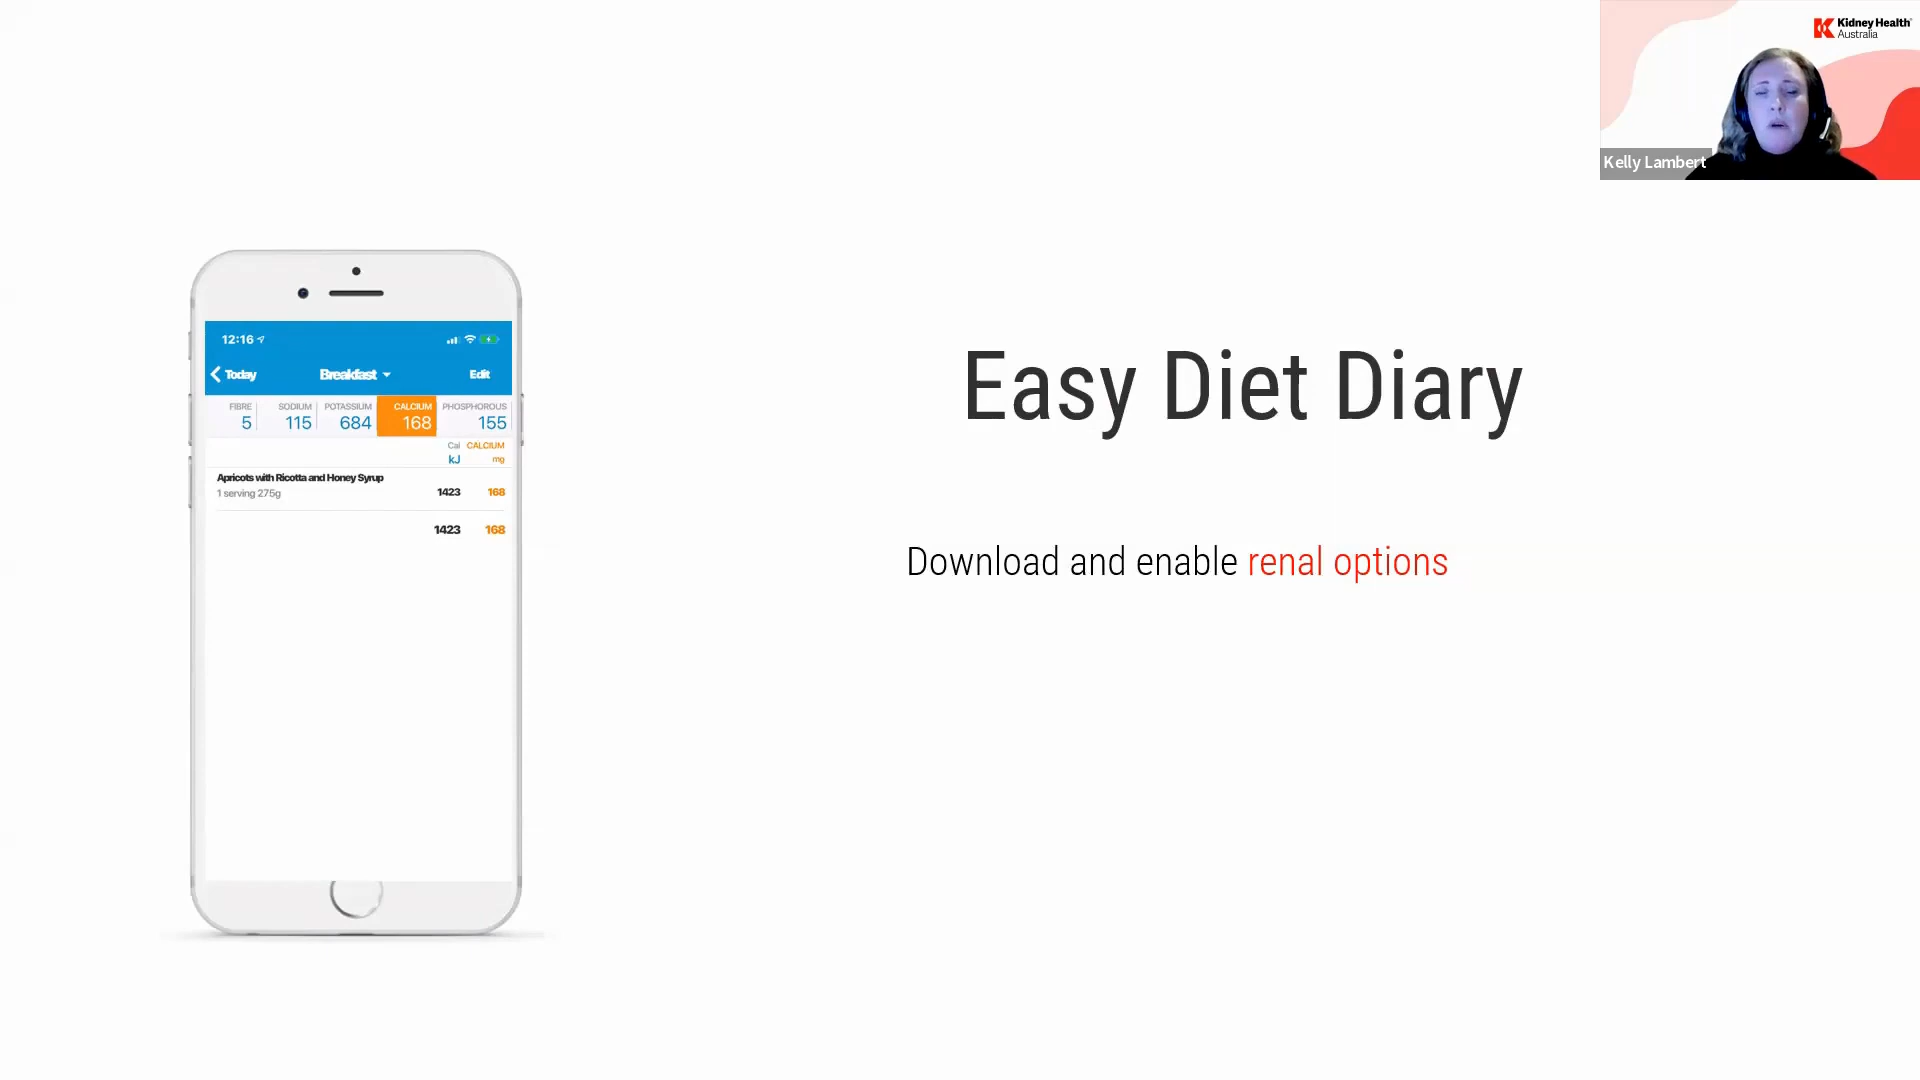 Kidney Health
Australia
Kelly Lambert
12:16
Today Breakfast Edit
FIBRE SODIUM POTASSIUM CALCIUM PHOSPHOROUS
5 115 684 168 155
Cal CALCIUM
kJ mg
Apricots with Ricotta and Honey Syrup
1 serving 275g 1423 168
1423 168
Easy Diet Diary
Download and enable renal options